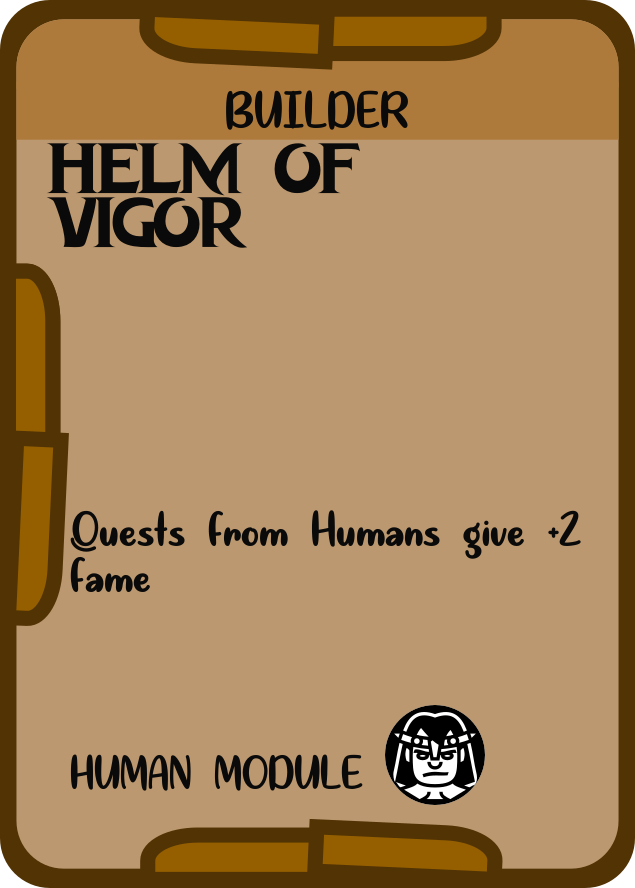 BUILDER
HELM OF
VIGOR
Quests from Humans give +2
fame
HUMAN MODULE